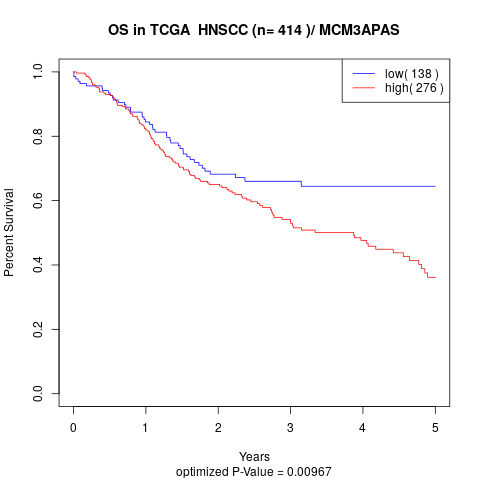 OS in TCGA  HNSCC (n= 414 )/ MCM3APAS
low( 138 )
high( 276 )
Percent Survival
1.0
0.8
0.6
0.4
0.2
0.0
0 1 2 3 4 5
Years
optimized P-Value = 0.00967